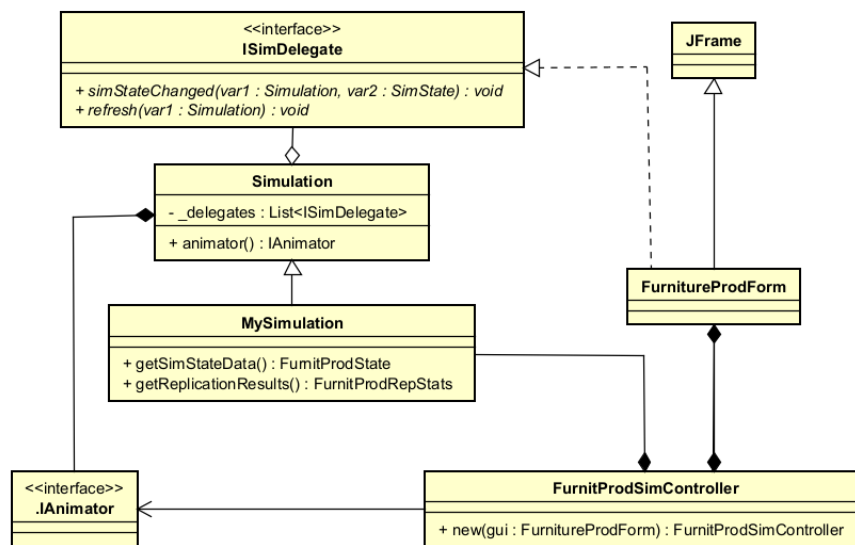 <<interface>>
ISimDelegate
+ simStateChanged(var1 : Simulation, var2 : SimState) : void
+ refresh(var1 : Simulation) : void
JFrame
Simulation
- _delegates : List<ISimDelegate>
+ animator() : IAnimator
FurnitureProdForm
MySimulation
+ getSimStateData() : FurnitProdState
+ getReplicationResults() : FurnitProdRepStats
<<interface>>
.IAnimator
FurnitProdSimController
+ new(gui : FurnitureProdForm) : FurnitProdSimController